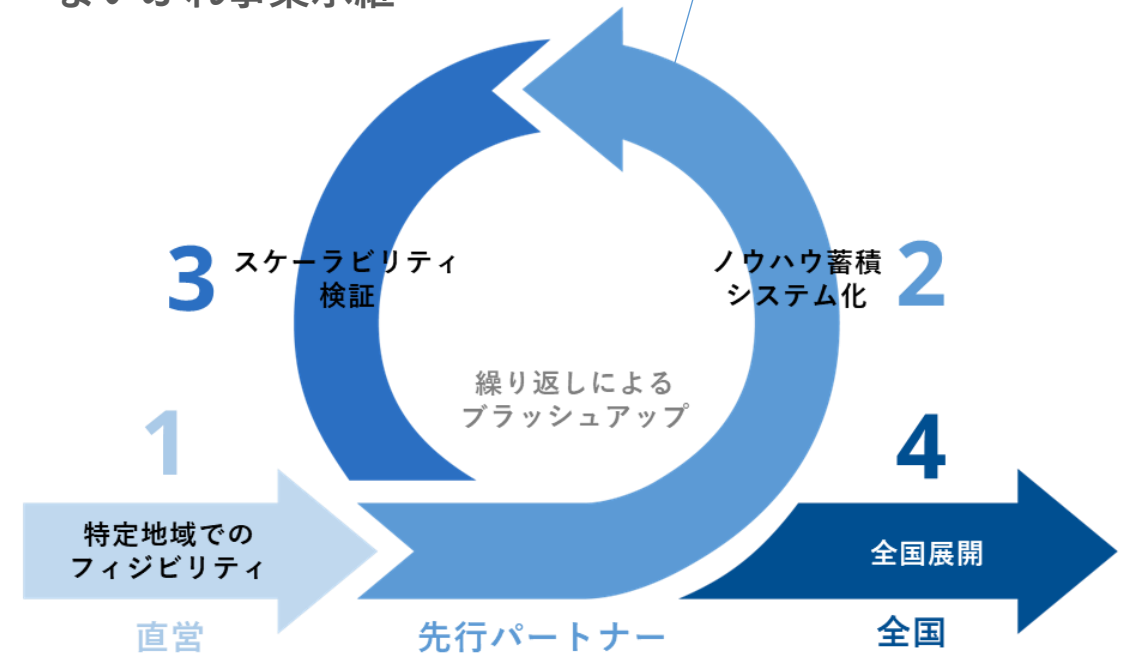 3
スケーラビリティ
検証
ノウハウ蓄積
システム化
2
繰り返しによる
ブラッシュアップ
1
4
特定地域での
フィジビリティ
全国展開
直営
先行パートナー
全国